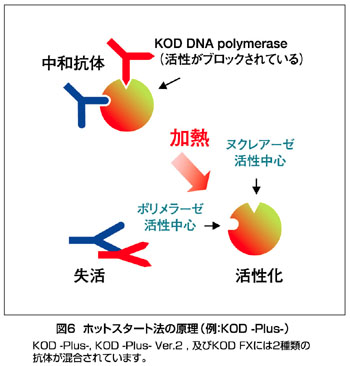 KOD DNA polymerase
（活性がブロックされている）
中和抗体
加熱
ヌクレアーゼ
活性中心
ポリメラーゼ
活性中心
失活
活性化
図6 ホットスタート法の原理（例:KOD -Plus-）
KOD -Plus-, KOD -Plus- Ver.2 , 及びKOD FXには2種類の
抗体が混合されています。